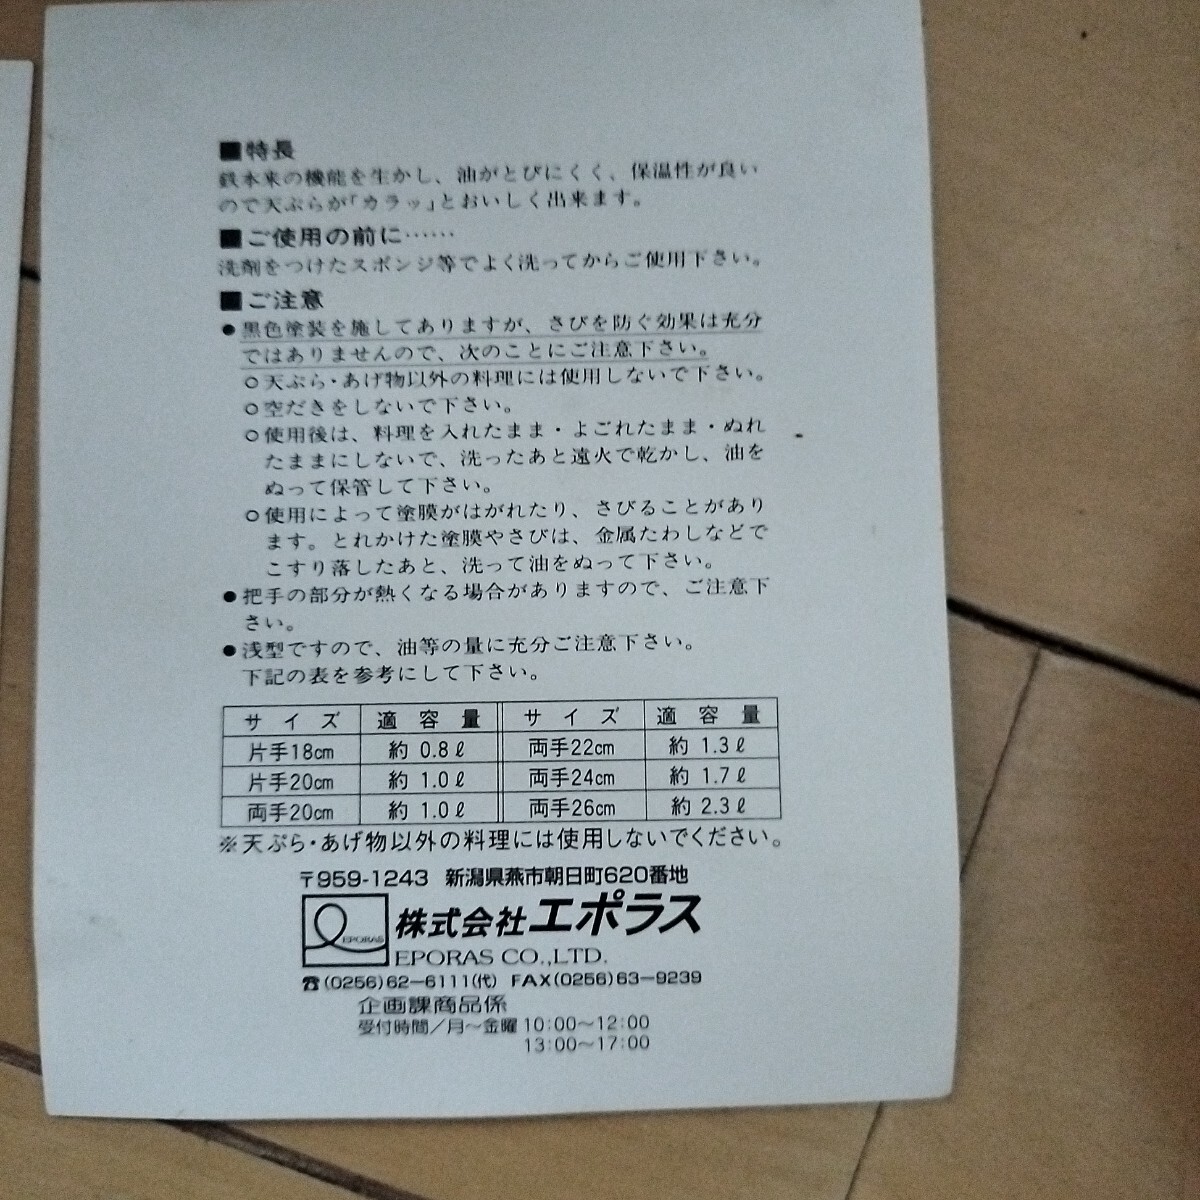 ■特長
鉄本来の機能を生かし、油がとびにくく、保温性が良い
ので天ぷらが「カラッ」とおいしく出来ます。
■ご使用の前に……
洗剤をつけたスポンジ等でよく洗ってからご使用下さい。
■ご注意
●黒色塗装を施してありますが、さびを防ぐ効果は充分
ではありませんので、次のことにご注意下さい。
○天ぷら・あげ物以外の料理には使用しないで下さい。
○空だきをしないで下さい。
○使用後は、料理を入れたまま・よごれたまま・ぬれ
たままにしないで、洗ったあと遠火で乾かし、油を
ぬって保管して下さい。
○使用によって塗膜がはがれたり、さびることがあり
ます。とれかけた塗膜やさびは、金属たわしなどで
こすり落したあと、洗って油をぬって下さい。
●把手の部分が熱くなる場合がありますので、ご注意下
さい。
●浅型ですので、油等の量に充分ご注意下さい。
下記の表を参考にして下さい。
サイズ 適容量 サイズ 適容量
片手18cm 約 0.8ℓ 両手22cm 約 1.3ℓ
片手20cm 約 1.0ℓ 両手24cm 約 1.7ℓ
両手20cm 約 1.0ℓ 両手26cm 約 2.3ℓ
※天ぷら・あげ物以外の料理には使用しないでください。
〒959-1243 新潟県燕市朝日町620番地
EPORAS 株式会社エポラス
EPORAS CO.,LTD.
☎(0256)62-6111(代) FAX(0256)63-9239
企画課商品係
受付時間/月〜金曜 10:00〜12:00
13:00〜17:00